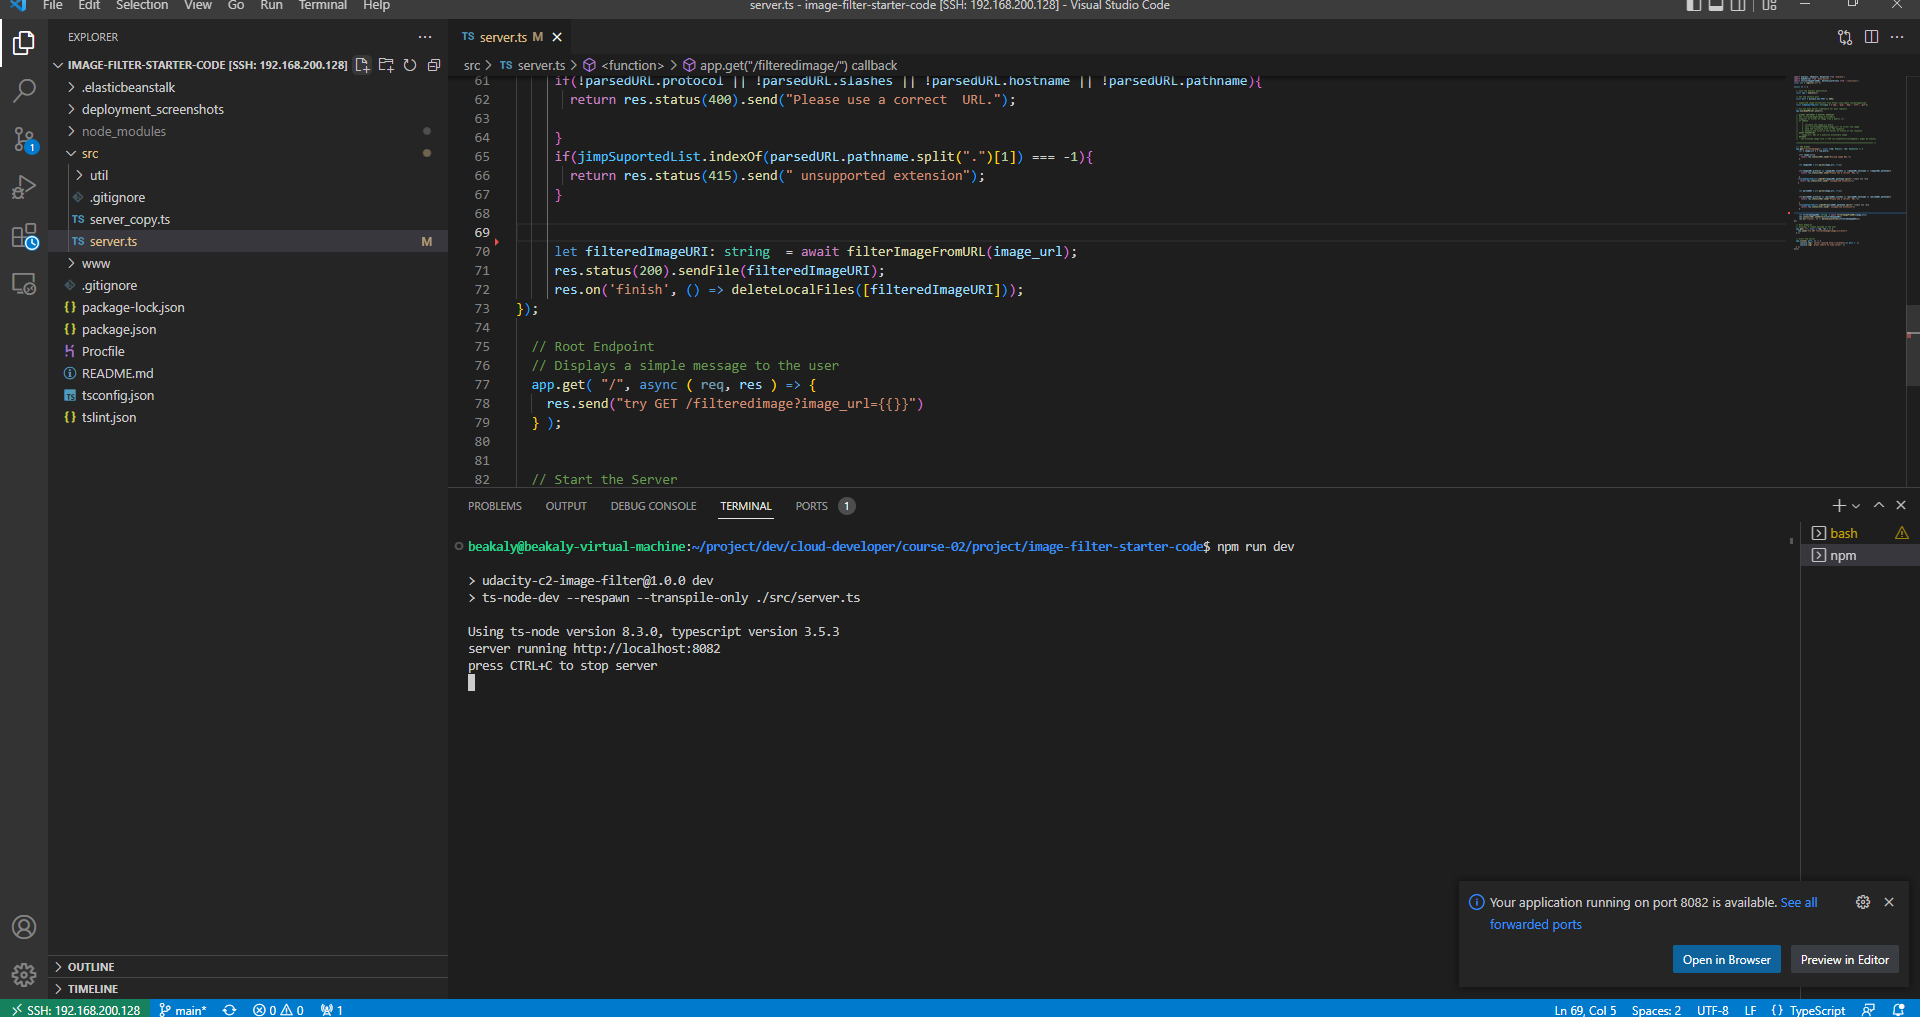 File Edit Selection View Go Run Terminal Help
server.ts - image-filter-starter-code [SSH: 192.168.200.128] - Visual Studio Code
EXPLORER
IMAGE-FILTER-STARTER-CODE [SSH: 192.168.200.128]
.elasticbeanstalk
deployment_screenshots
node_modules
src
util
.gitignore
TS server_copy.ts
TS server.ts M
www
.gitignore
{} package-lock.json
{} package.json
Procfile
README.md
TS tsconfig.json
{} tslint.json
OUTLINE
TIMELINE
1
TS server.ts M
src > TS server.ts > <function> > app.get("/filteredimage/") callback
61 if(!parsedURL.protocol || !parsedURL.slashes || !parsedURL.hostname || !parsedURL.pathname){
62 return res.status(400).send("Please use a correct  URL.");
63
64 }
65 if(jimpSuportedList.indexOf(parsedURL.pathname.split(".")[1]) === -1){
66 return res.status(415).send(" unsupported extension");
67 }
68
69
70 let filteredImageURI: string  = await filterImageFromURL(image_url);
71 res.status(200).sendFile(filteredImageURI);
72 res.on('finish', () => deleteLocalFiles([filteredImageURI]));
73 });
74
75 // Root Endpoint
76 // Displays a simple message to the user
77 app.get( "/", async ( req, res ) => {
78 res.send("try GET /filteredimage?image_url={{}}")
79 } );
80
81
82 // Start the Server
PROBLEMS OUTPUT DEBUG CONSOLE TERMINAL PORTS 1
beakaly@beakaly-virtual-machine:~/project/dev/cloud-developer/course-02/project/image-filter-starter-code$ npm run dev
> udacity-c2-image-filter@1.0.0 dev
> ts-node-dev --respawn --transpile-only ./src/server.ts
Using ts-node version 8.3.0, typescript version 3.5.3
server running http://localhost:8082
press CTRL+C to stop server
bash
npm
Your application running on port 8082 is available. See all
forwarded ports
Open in Browser Preview in Editor
SSH: 192.168.200.128 main* 0 0 1
Ln 69, Col 5 Spaces: 2 UTF-8 LF {} TypeScript